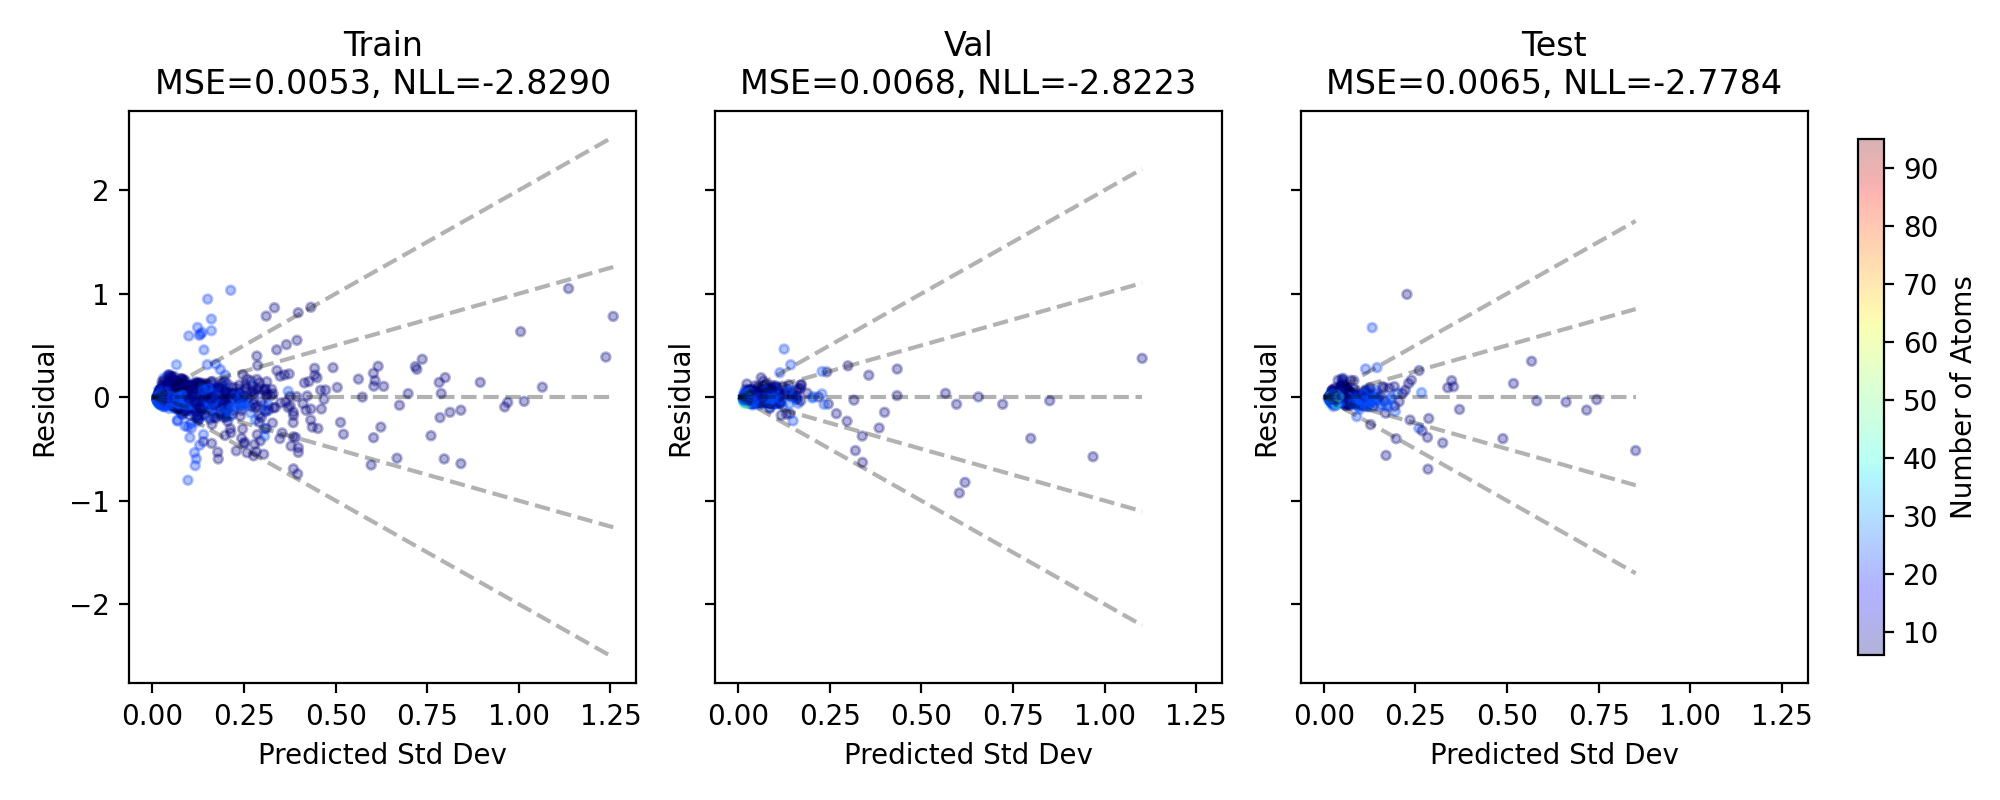 Train
MSE=0.0053, NLL=-2.8290
Val
MSE=0.0068, NLL=-2.8223
Test
MSE=0.0065, NLL=-2.7784
Residual
2
1
0
−1
−2
0.00 0.25 0.50 0.75 1.00 1.25
Predicted Std Dev
Residual
0.00 0.25 0.50 0.75 1.00 1.25
Predicted Std Dev
Residual
0.00 0.25 0.50 0.75 1.00 1.25
Predicted Std Dev
90
80
70
60
50
40
30
20
10
Number of Atoms